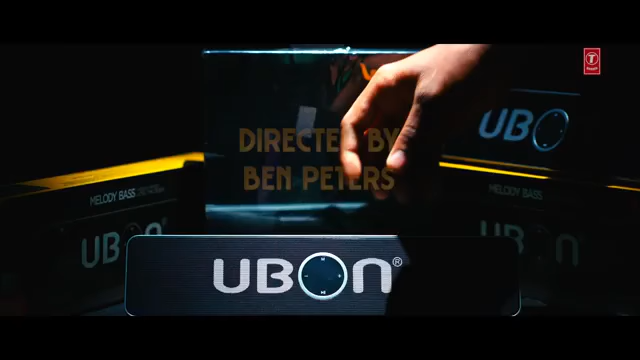 DIRECTED BY
BEN PETERS
UBON
MELODY BASS
MELODY BASS
UBON
UBON
UBON®